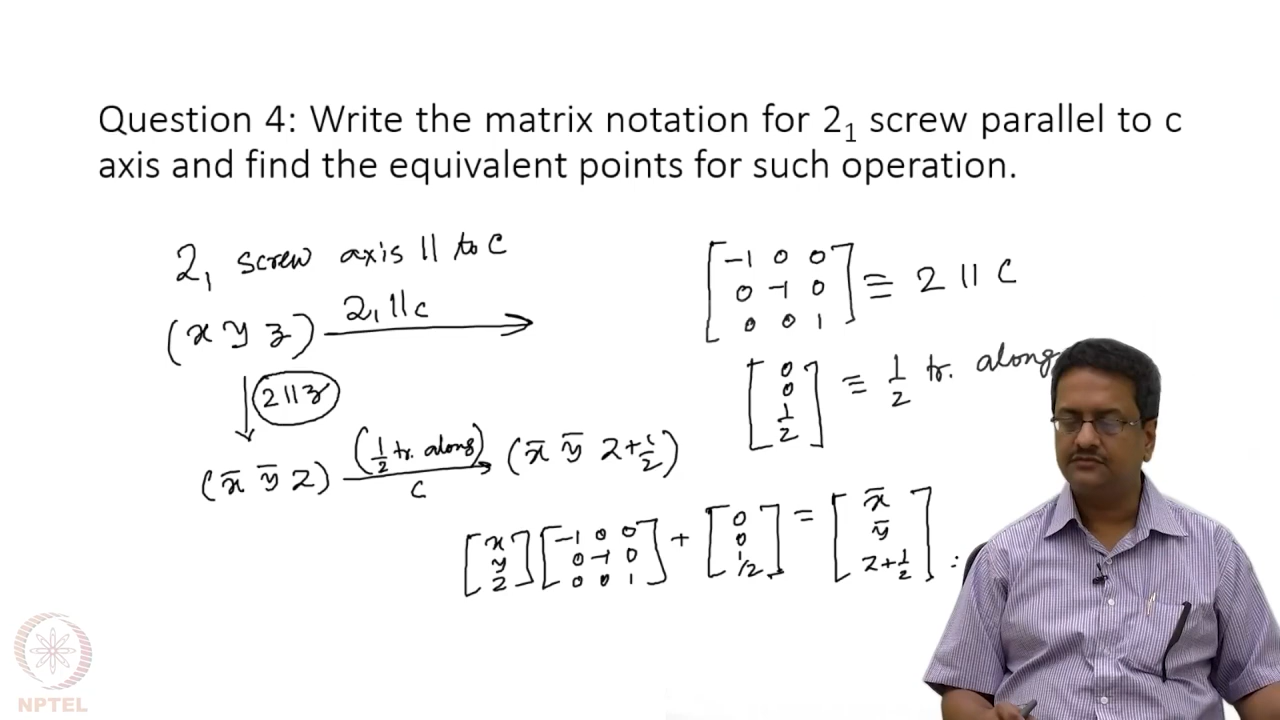 Question 4: Write the matrix notation for 2₁ screw parallel to c
axis and find the equivalent points for such operation.
2₁ screw axis || to C
(x y z) 2₁ || c →
↓ 2 || z
(x̄ ȳ z) (½ tr. along) c → (x̄ ȳ z+½)
[-1 0 0
0 -1 0
0 0 1] ≡ 2 || C
[0
0
½] ≡ ½ tr. along
[x
y
z] [-1 0 0
0 -1 0
0 0 1] + [0
0
1/2] = [x̄
ȳ
z+½]
NPTEL